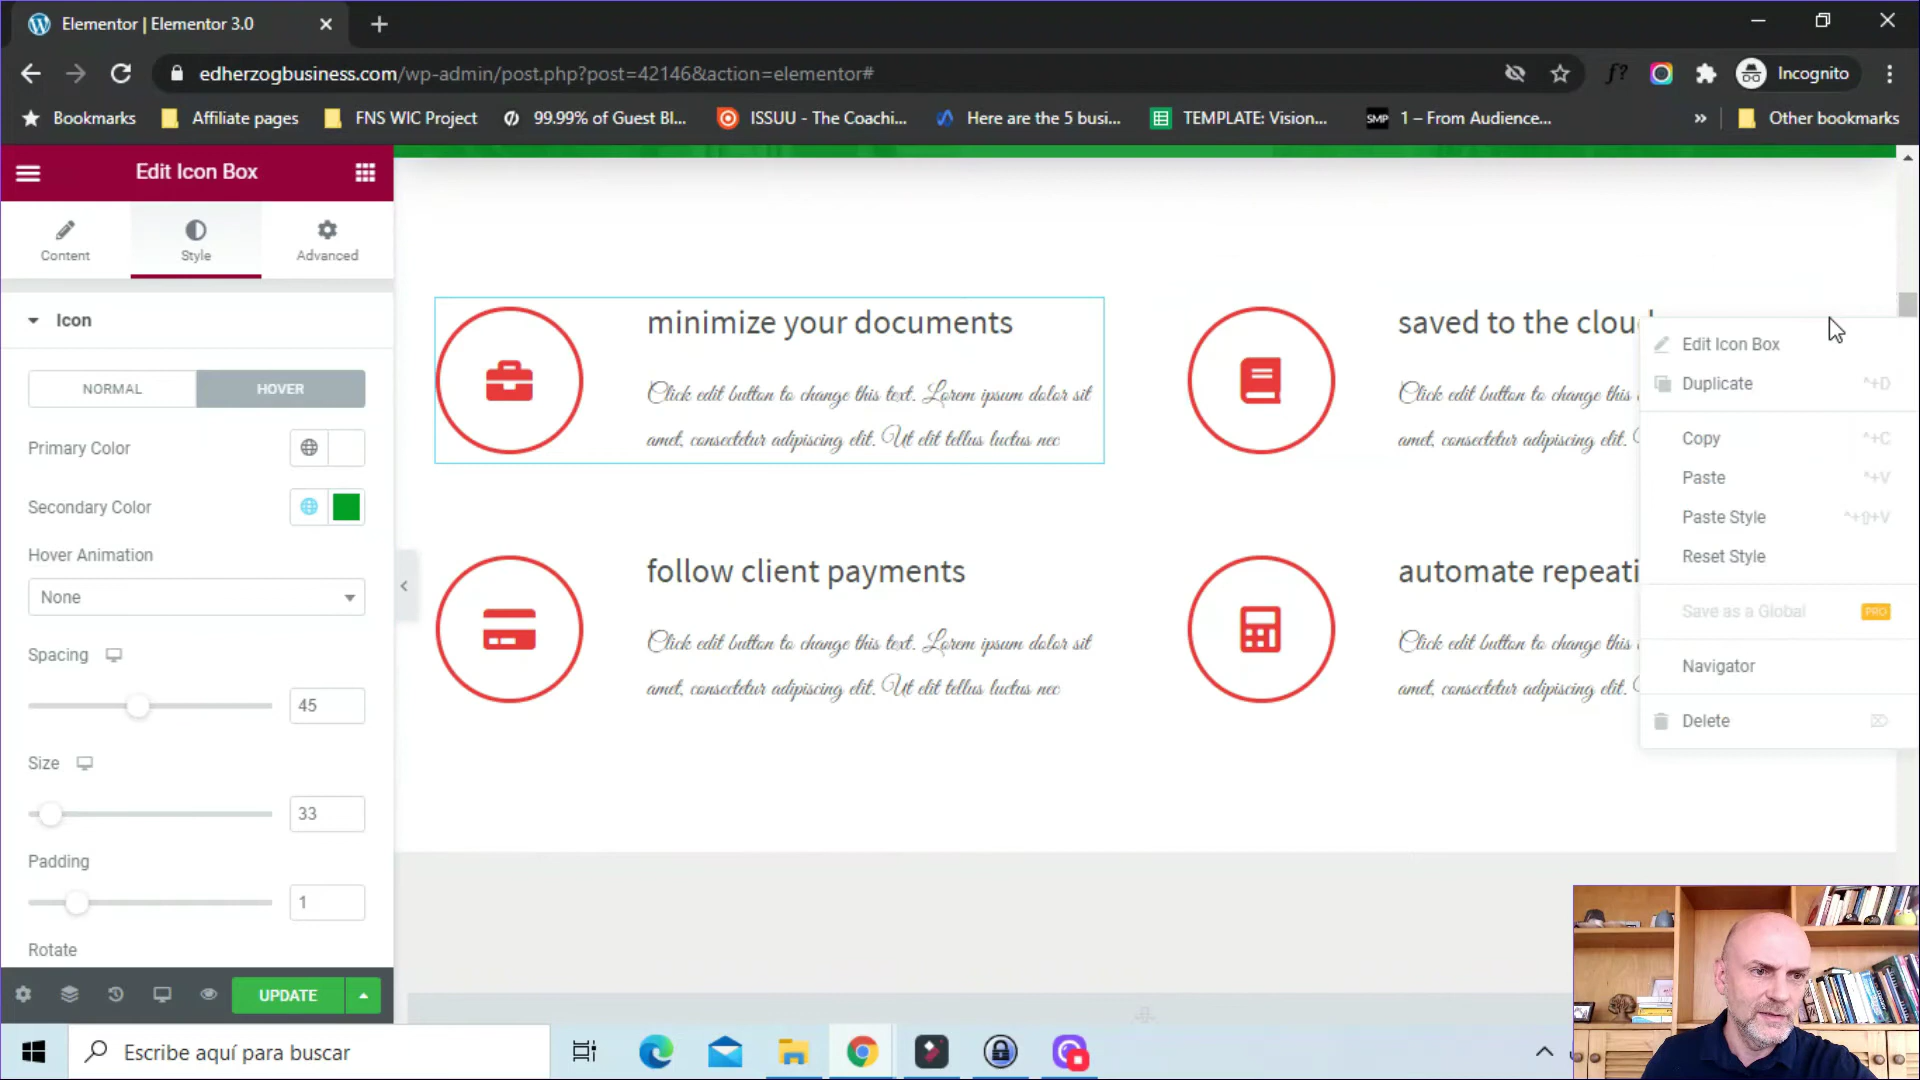 Elementor | Elementor 3.0
edherzogbusiness.com/wp-admin/post.php?post=42146&action=elementor#
f?
Incognito
Bookmarks
Affiliate pages
FNS WIC Project
99.99% of Guest Bl...
ISSUU - The Coachi...
Here are the 5 busi...
TEMPLATE: Vision...
SMP
1 – From Audience...
»
Other bookmarks
Edit Icon Box
Content
Style
Advanced
Icon
NORMAL
HOVER
Primary Color
Secondary Color
Hover Animation
None
Spacing
45
Size
33
Padding
1
Rotate
UPDATE
minimize your documents
Click edit button to change this text. Lorem ipsum dolor sit
amet, consectetur adipiscing elit. Ut elit tellus luctus nec
saved to the cloud
Click edit button to change this
amet, consectetur adipiscing elit.
follow client payments
Click edit button to change this text. Lorem ipsum dolor sit
amet, consectetur adipiscing elit. Ut elit tellus luctus nec
automate repeati
Click edit button to change this
amet, consectetur adipiscing elit.
Edit Icon Box
Duplicate ^+D
Copy ^+C
Paste ^+V
Paste Style ^+⇧+V
Reset Style
Save as a Global PRO
Navigator
Delete
Escribe aquí para buscar